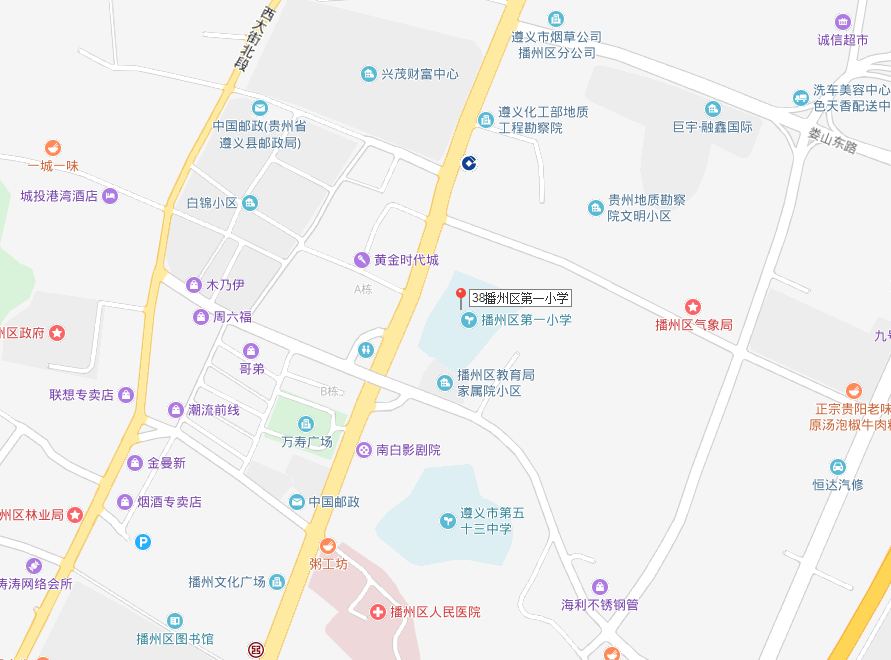 西大街北段
遵义市烟草公司
播州区分公司
诚信超市
兴茂财富中心
洗车美容中心
色天香配送中
中国邮政(贵州省
遵义县邮政局)
遵义化工部地质
工程勘察院
巨宇·融鑫国际
娄山东路
一城一味
城投港湾酒店
白锦小区
贵州地质勘察
院文明小区
黄金时代城
A栋
木乃伊
38播州区第一小学
播州区第一小学
周六福
播州区气象局
州区政府
九号
哥弟
联想专卖店
B栋
播州区教育局
家属院小区
潮流前线
正宗贵阳老味
原汤泡椒牛肉粉
万寿广场
南白影剧院
金曼新
恒达汽修
烟酒专卖店
中国邮政
州区林业局
遵义市第五
十三中学
P
粥工坊
涛涛网络会所
播州文化广场
海利不锈钢管
播州区人民医院
播州区图书馆